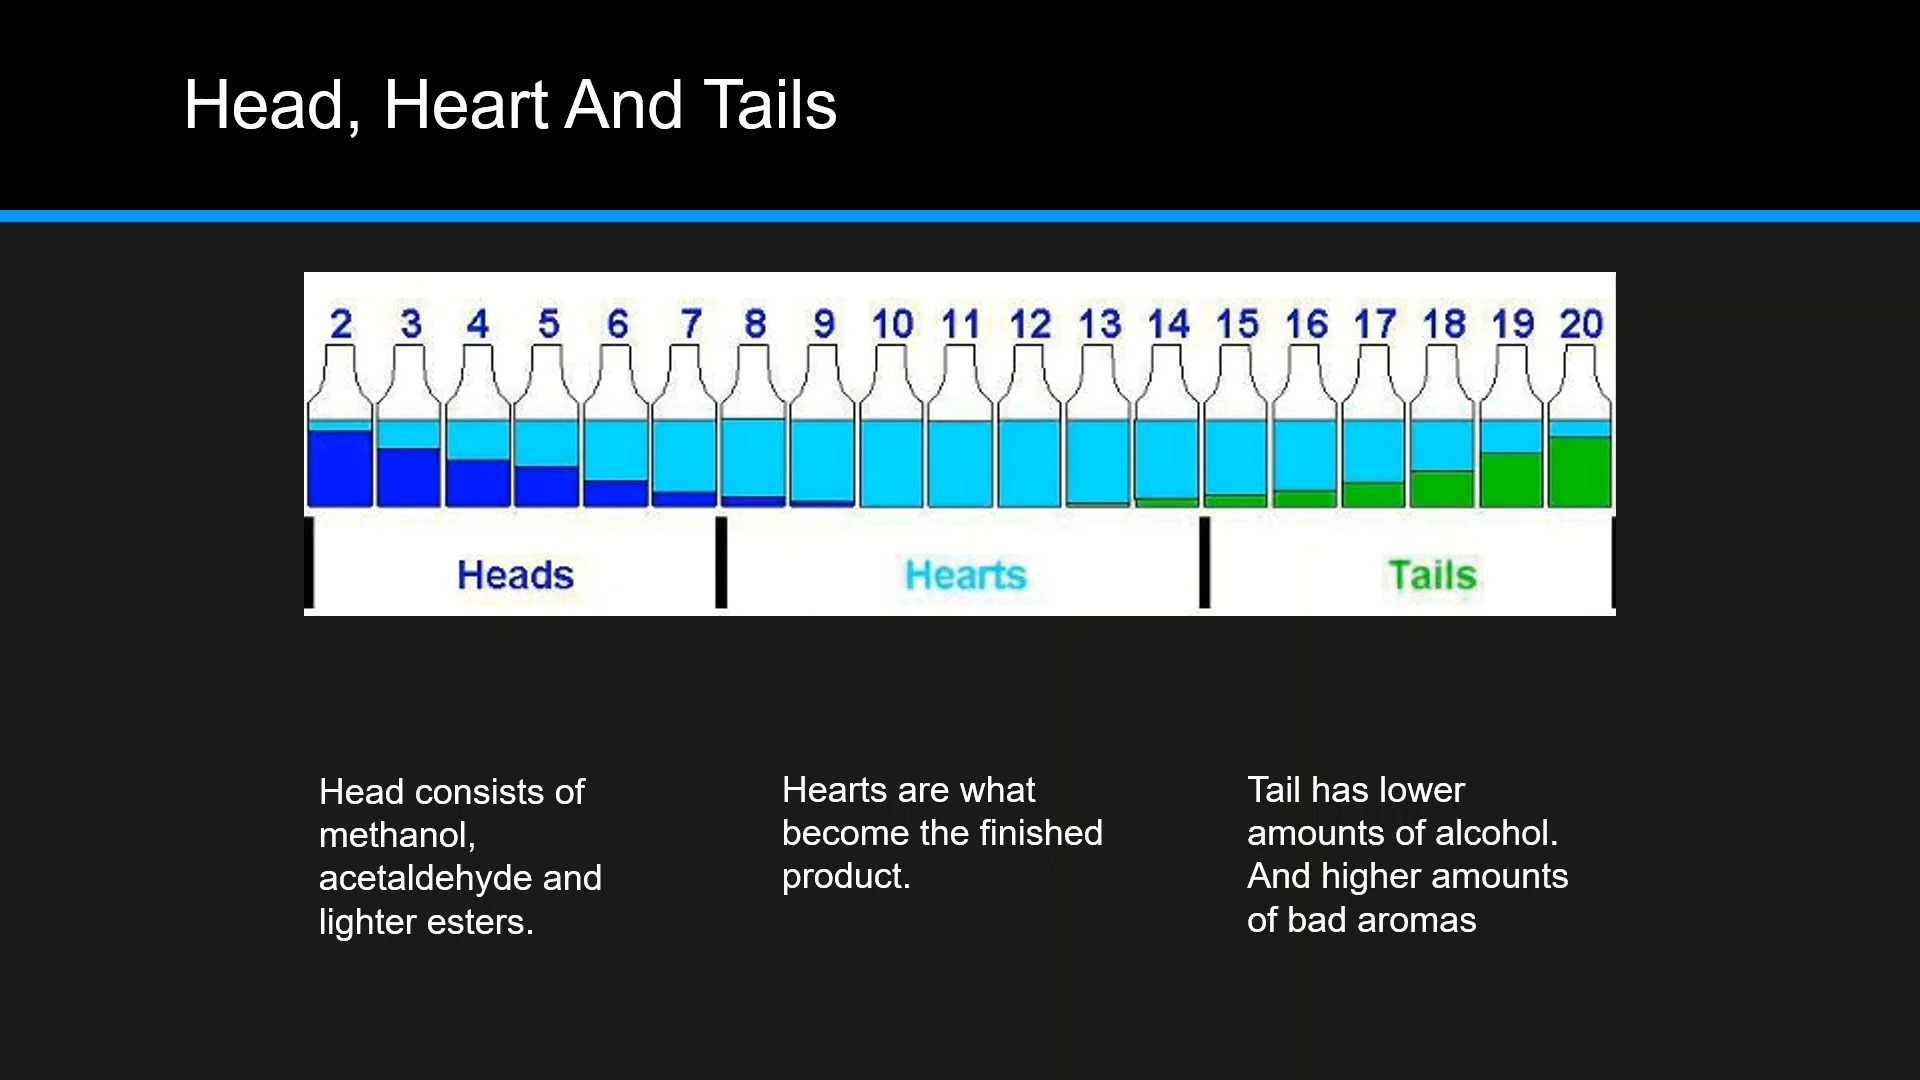 Head, Heart And Tails
2 3 4 5 6 7 8 9 10 11 12 13 14 15 16 17 18 19 20
Heads Hearts Tails
Head consists of
methanol,
acetaldehyde and
lighter esters.
Hearts are what
become the finished
product.
Tail has lower
amounts of alcohol.
And higher amounts
of bad aromas